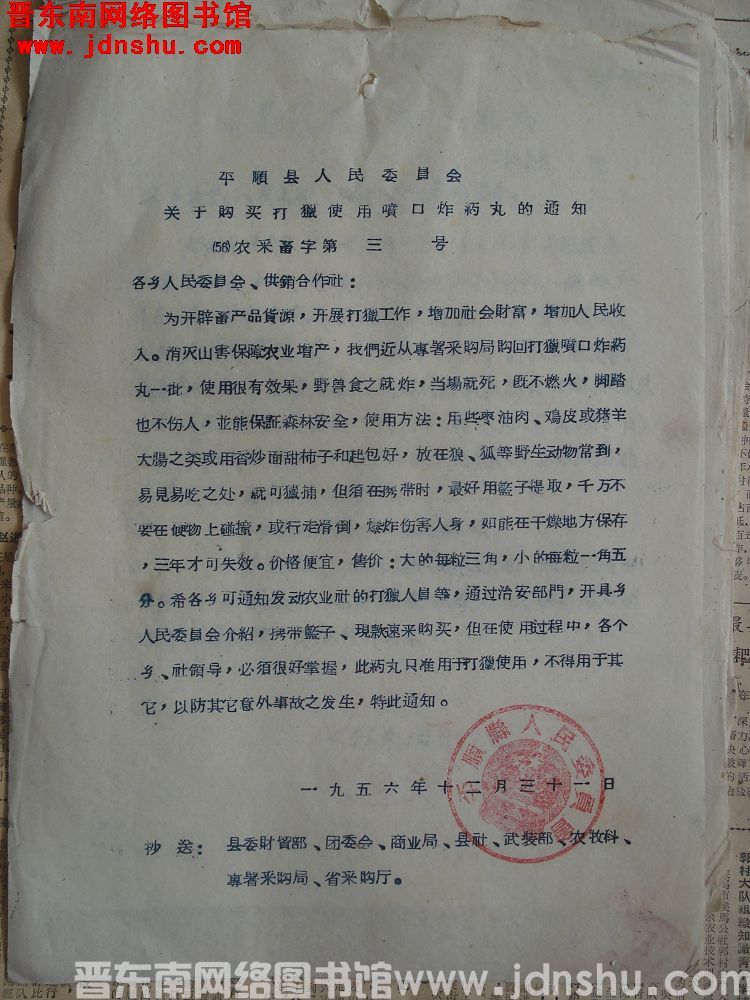 晋东南网络图书馆
www.jdnshu.com
平順县人民委員会
关于购买打獵使用噴口炸葯丸的通知
(56)农采畜字第 三 号
各乡人民委員会、供銷合作社：
为开辟畜产品貨源，开展打獵工作，增加社会財富，增加人民收
入。消灭山害保障农业增产，我們近从專署采购局购回打獵噴口炸葯
丸一批，使用很有效果，野兽食之就炸，当場就死，既不燃火，脚踏
也不伤人，並能保証森林安全，使用方法：用些枣油肉、鸡皮或猪羊
大腸之类或用香炒面甜柿子和起包好，放在狼、狐等野生动物常到，
易見易吃之处，就可獵捕，但須在携带时，最好用籃子提取，千万不
要在硬物上碰撞，或行走滑倒，爆炸伤害人身，如能在干燥地方保存
，三年才可失效。价格便宜，售价：大的每粒三角，小的每粒一角五
分。希各乡可通知发动农业社的打獵人員等，通过治安部門，开具乡
人民委員会介紹，携带籃子、現款速来购买，但在使用过程中，各个
乡、社領导，必須很好掌握，此葯丸只准用于打獵使用，不得用于其
它，以防其它意外事故之发生，特此通知。
一九五六年十二月三十一日
平順縣人民委員會
抄送：县委財貿部、团委会、商业局、县社、武裝部、农牧科、
專署采购局、省采购厅。
晋东南网络图书馆www.jdnshu.com